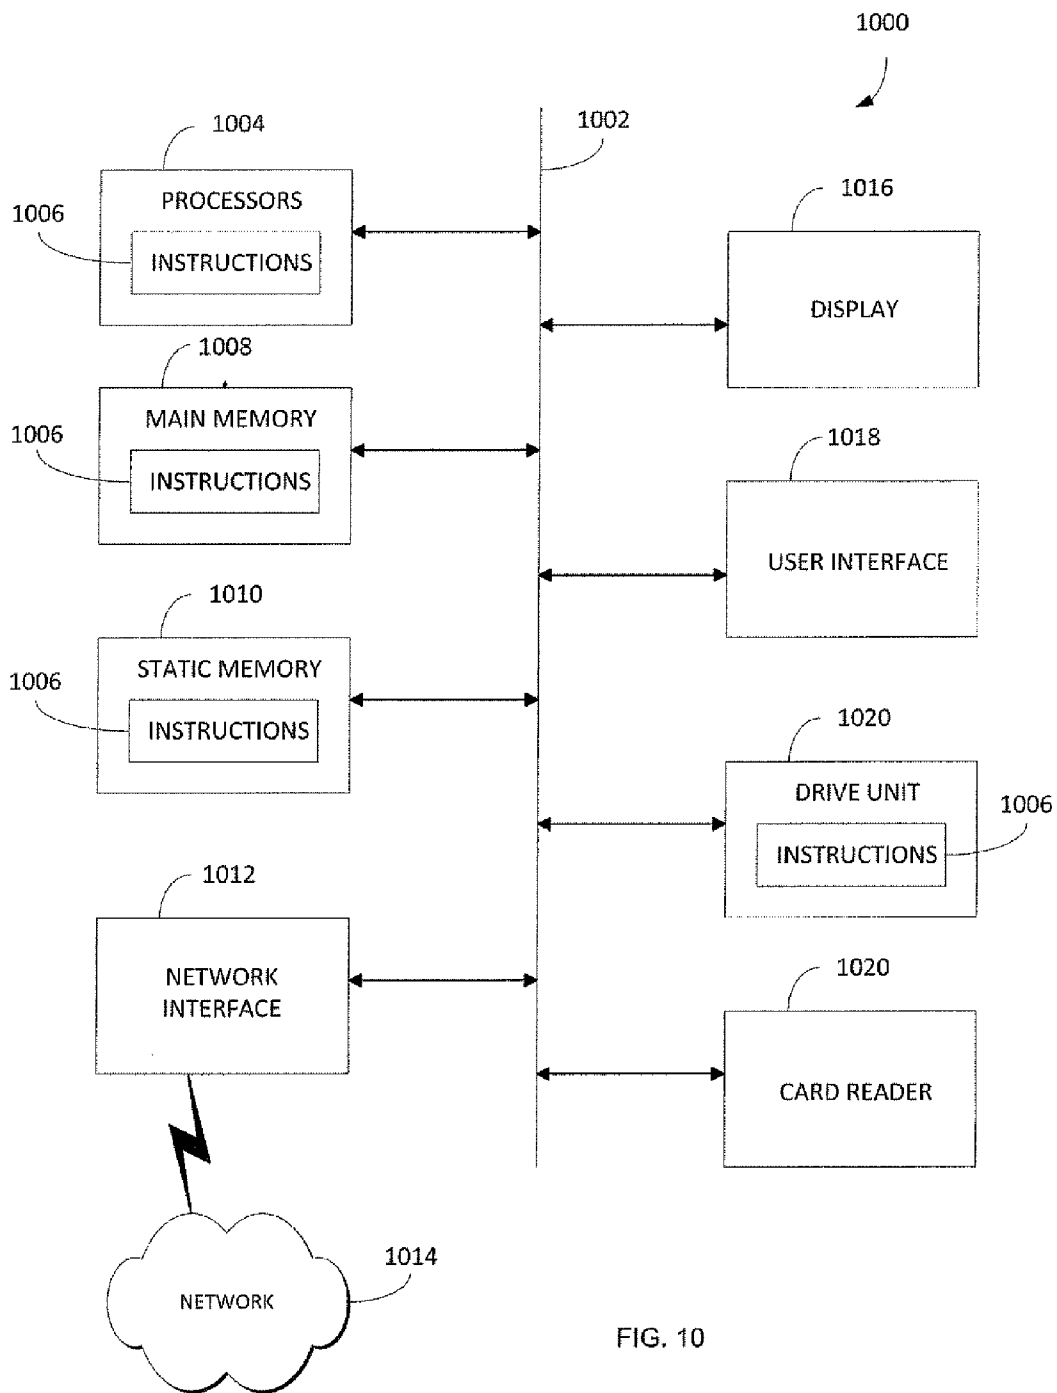 1000
1004
1002
PROCESSORS
1006
INSTRUCTIONS
1016
DISPLAY
1008
MAIN MEMORY
1006
INSTRUCTIONS
1018
USER INTERFACE
1010
STATIC MEMORY
1006
INSTRUCTIONS
1020
DRIVE UNIT
1006
INSTRUCTIONS
1012
NETWORK
INTERFACE
1020
CARD READER
1014
NETWORK
FIG. 10